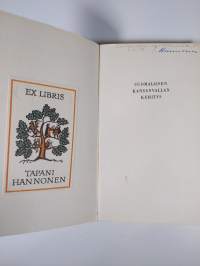 EX LIBRIS
TAPANI
HANNONEN
SUOMALAISEN
KANSANVALLAN
KEHITYS